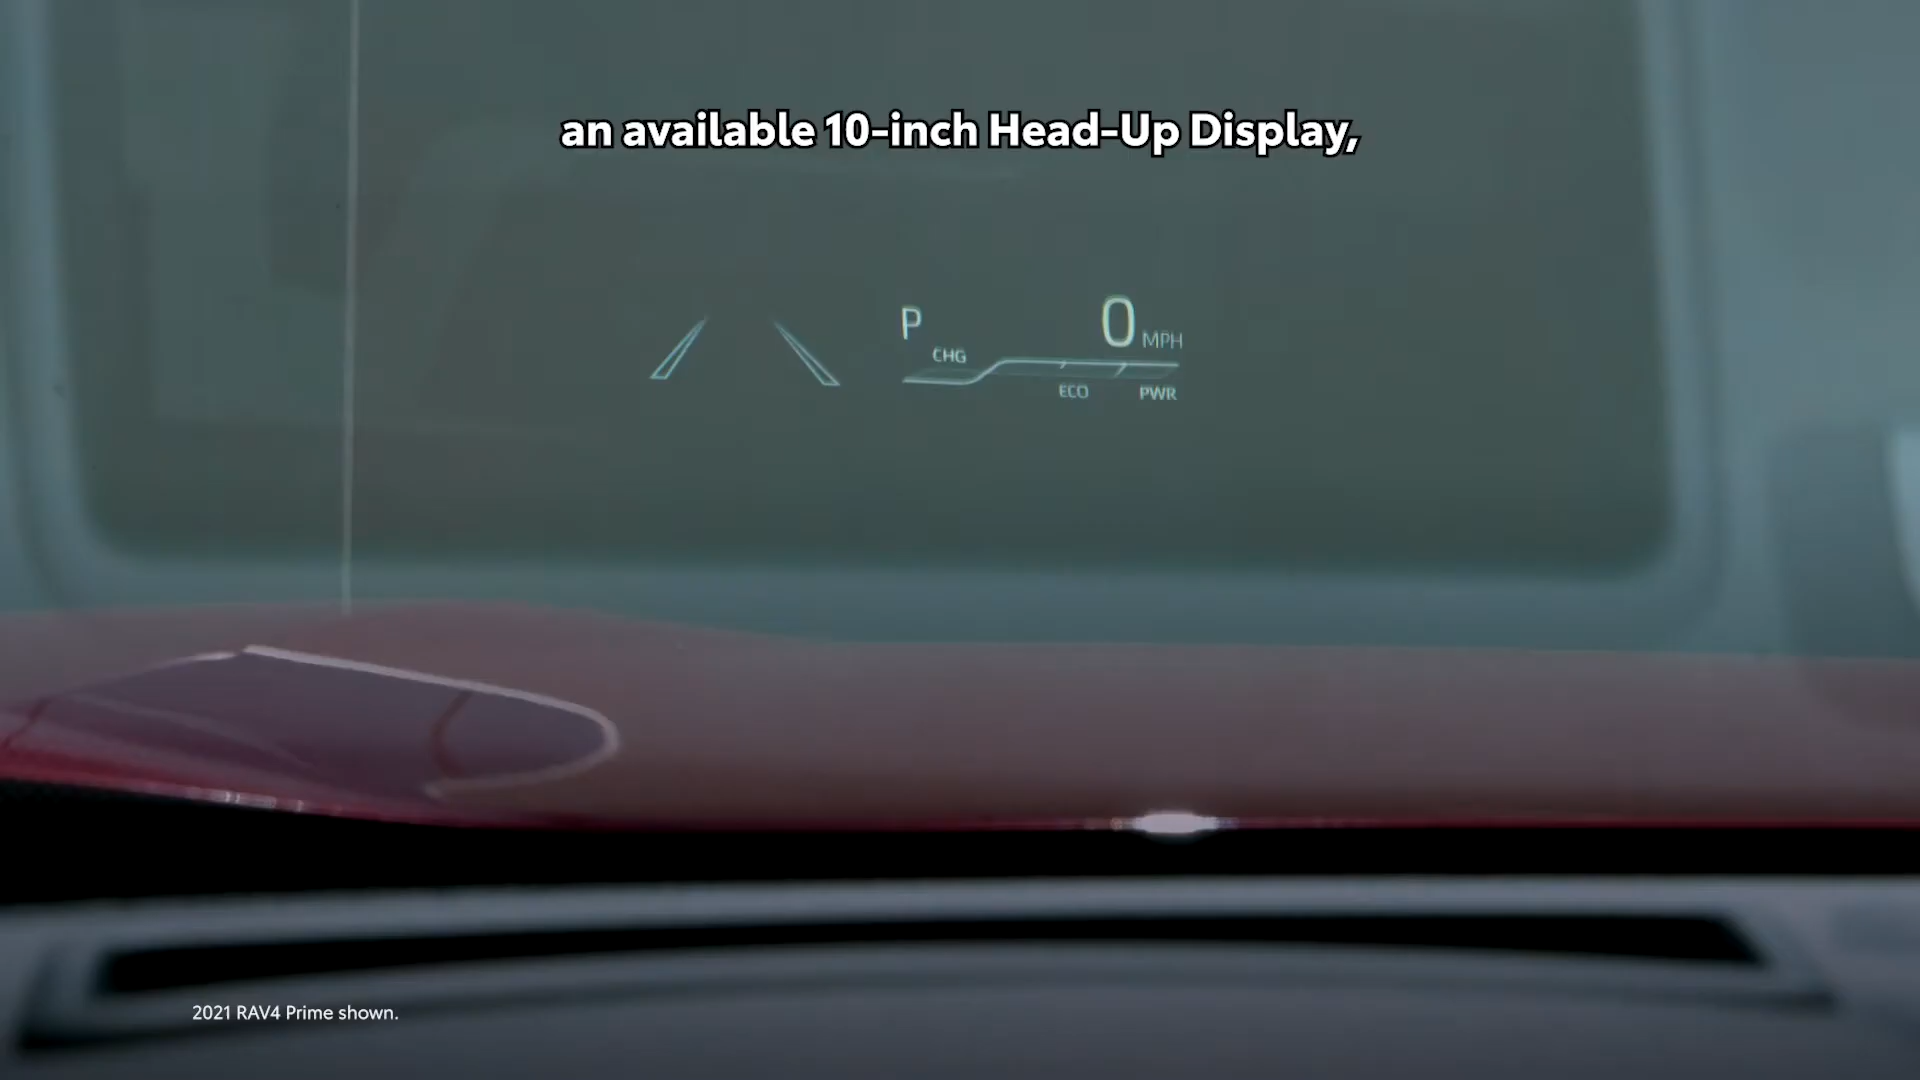 an available 10-inch Head-Up Display,
P
0 MPH
CHG
ECO
PWR
2021 RAV4 Prime shown.